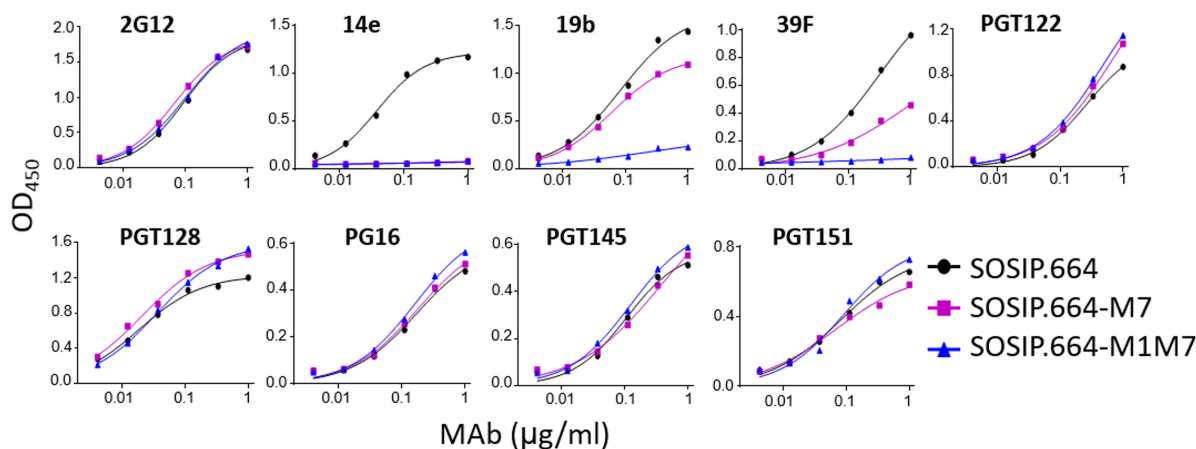 2G12 14e 19b 39F PGT122
2.0 1.5 1.5 1.0 1.2
1.5 0.8
1.0 1.0 0.8
1.0 0.6
0.5 0.5 0.4 0.4
0.5 0.2
0.0 0.0 0.0 0.0 0.0
0.01 0.1 1 0.01 0.1 1 0.01 0.1 1 0.01 0.1 1 0.01 0.1 1
OD450
PGT128 PG16 PGT145 PGT151
1.6 0.6 0.6 0.8
1.2 0.4 0.4
0.8 0.4
0.4 0.2 0.2
0.0 0.0 0.0 0.0
0.01 0.1 1 0.01 0.1 1 0.01 0.1 1 0.01 0.1 1
SOSIP.664
SOSIP.664-M7
SOSIP.664-M1M7
MAb (µg/ml)